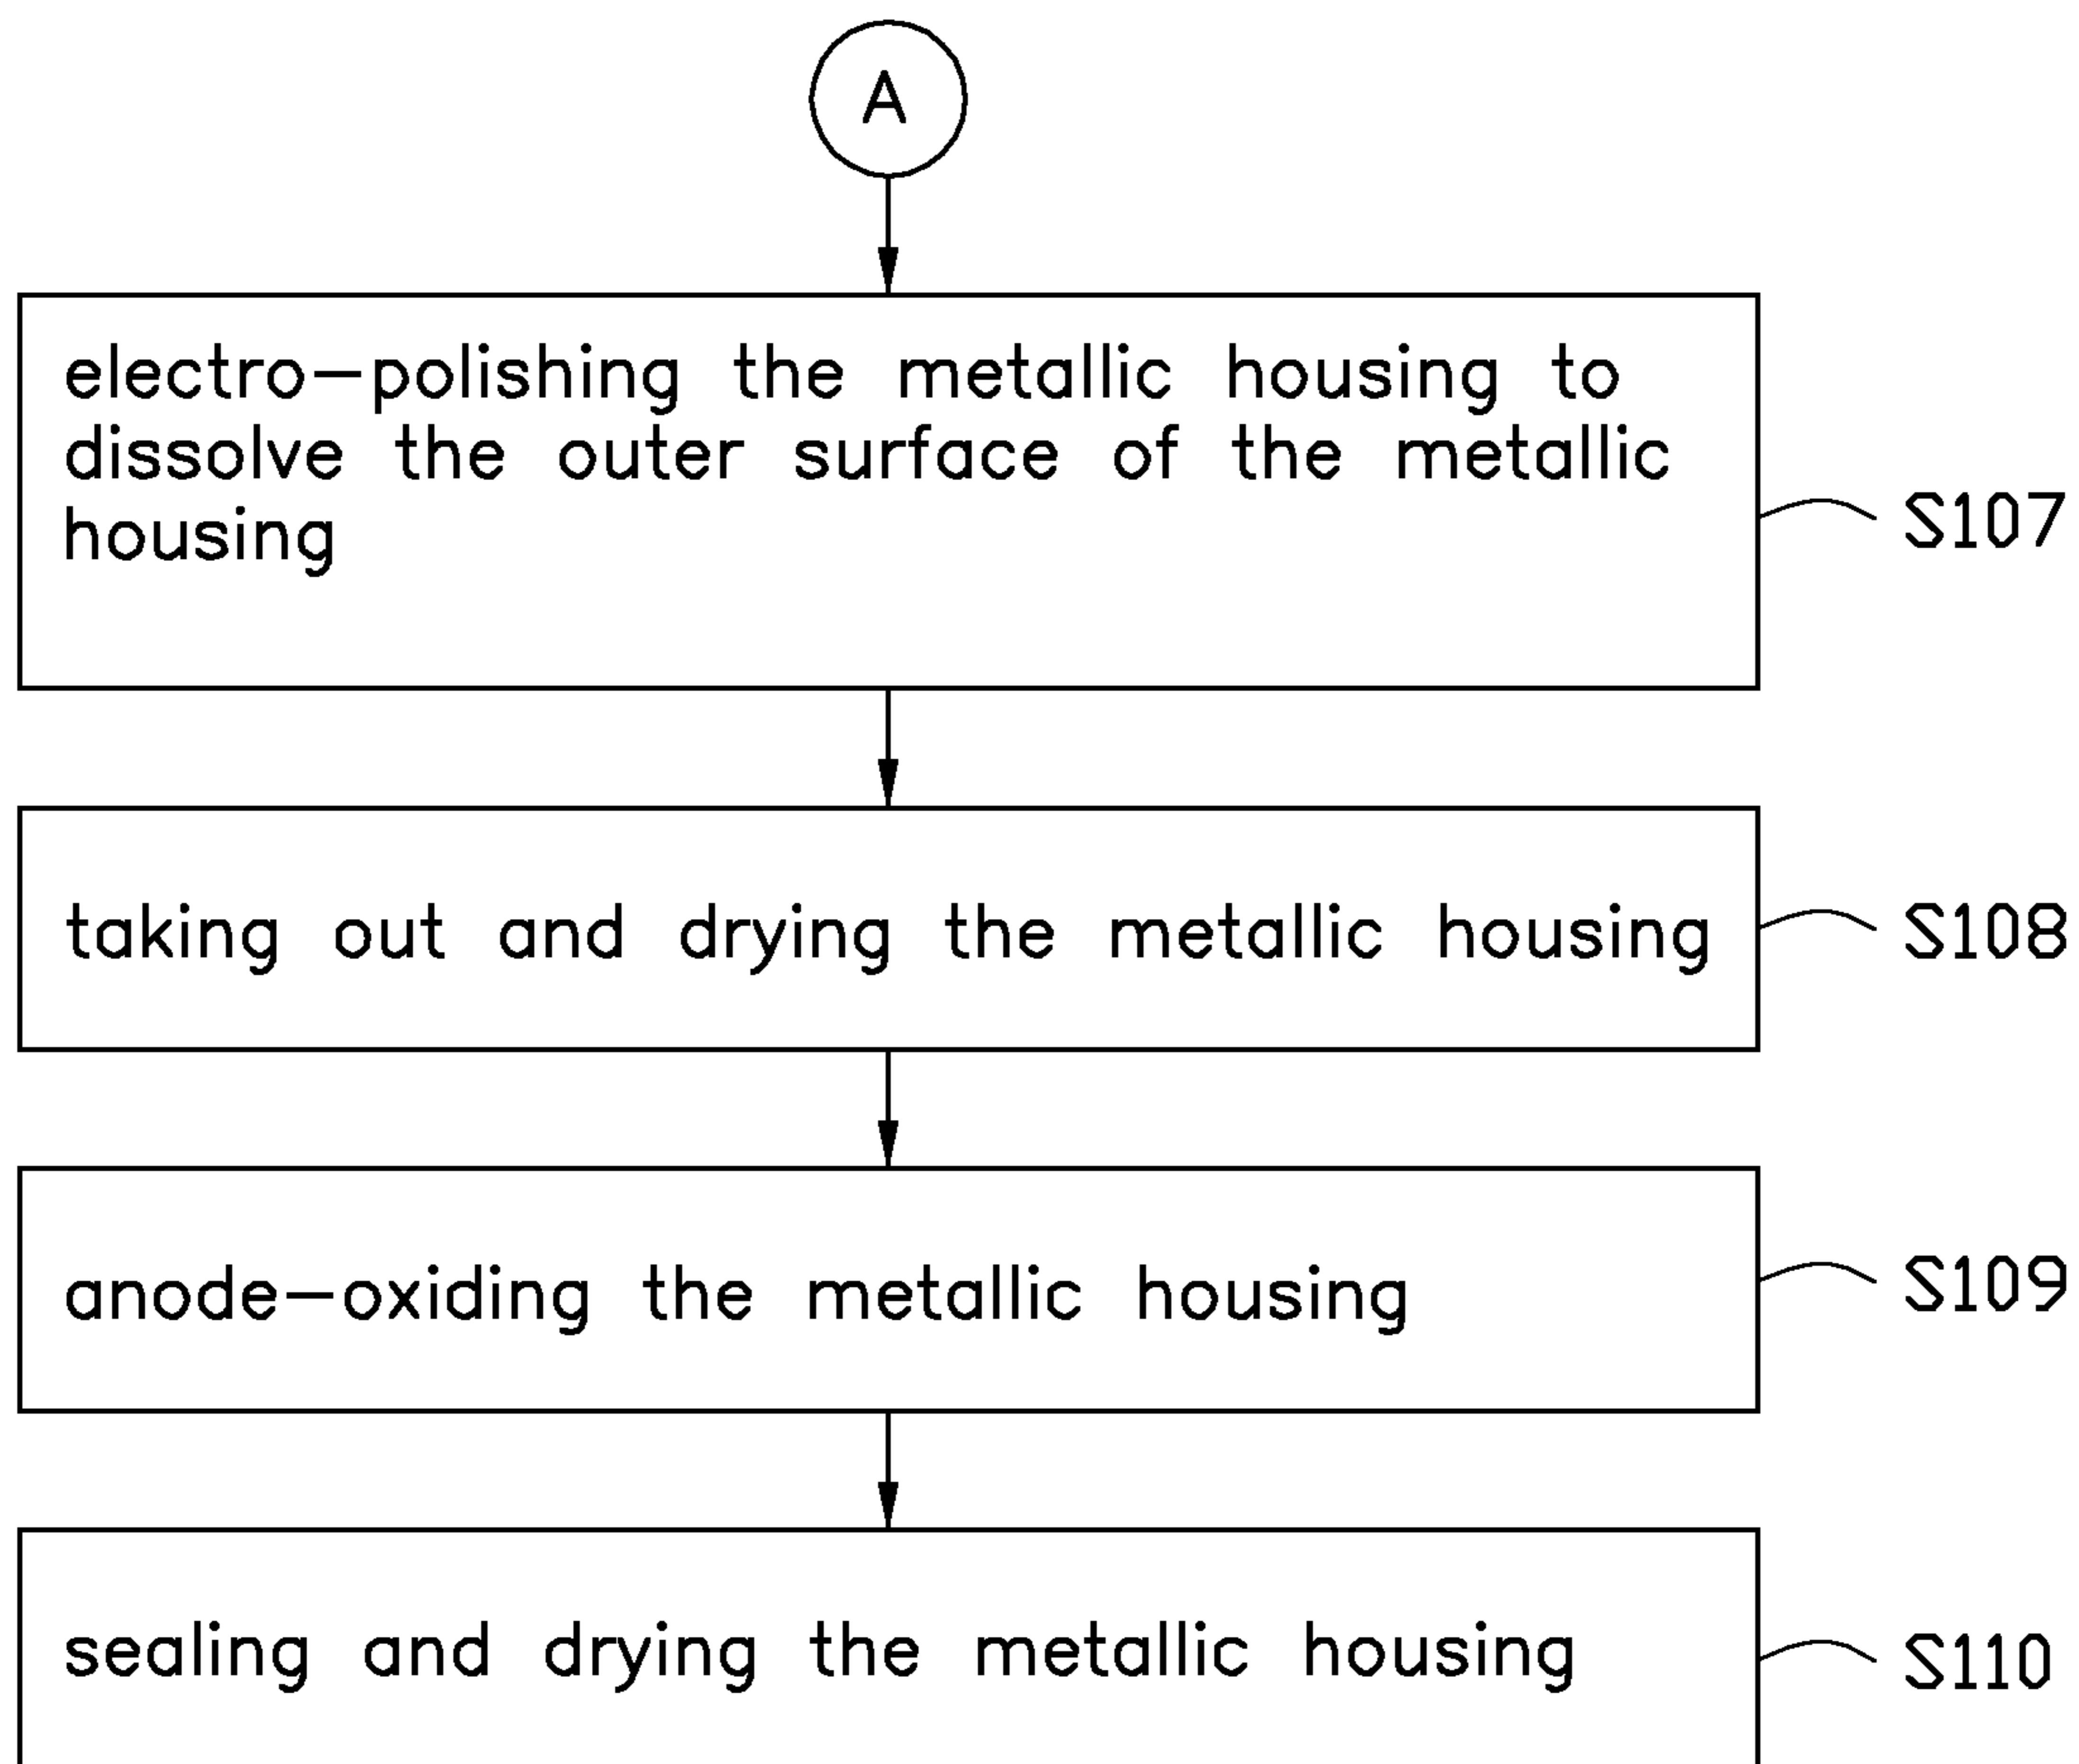 A
electro-polishing the metallic housing to
dissolve the outer surface of the metallic
housing
S107
taking out and drying the metallic housing
S108
anode-oxiding the metallic housing
S109
sealing and drying the metallic housing
S110